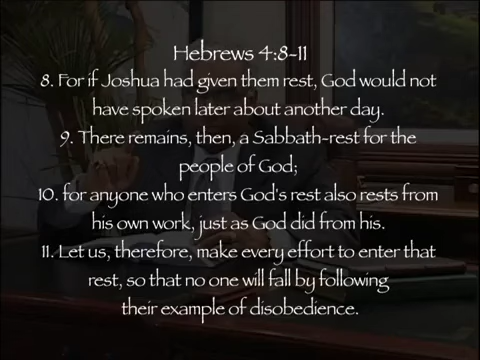 Hebrews 4:8-11
8. For if Joshua had given them rest, God would not
have spoken later about another day.
9. There remains, then, a Sabbath-rest for the
people of God;
10. for anyone who enters God's rest also rests from
his own work, just as God did from his.
11. Let us, therefore, make every effort to enter that
rest, so that no one will fall by following
their example of disobedience.